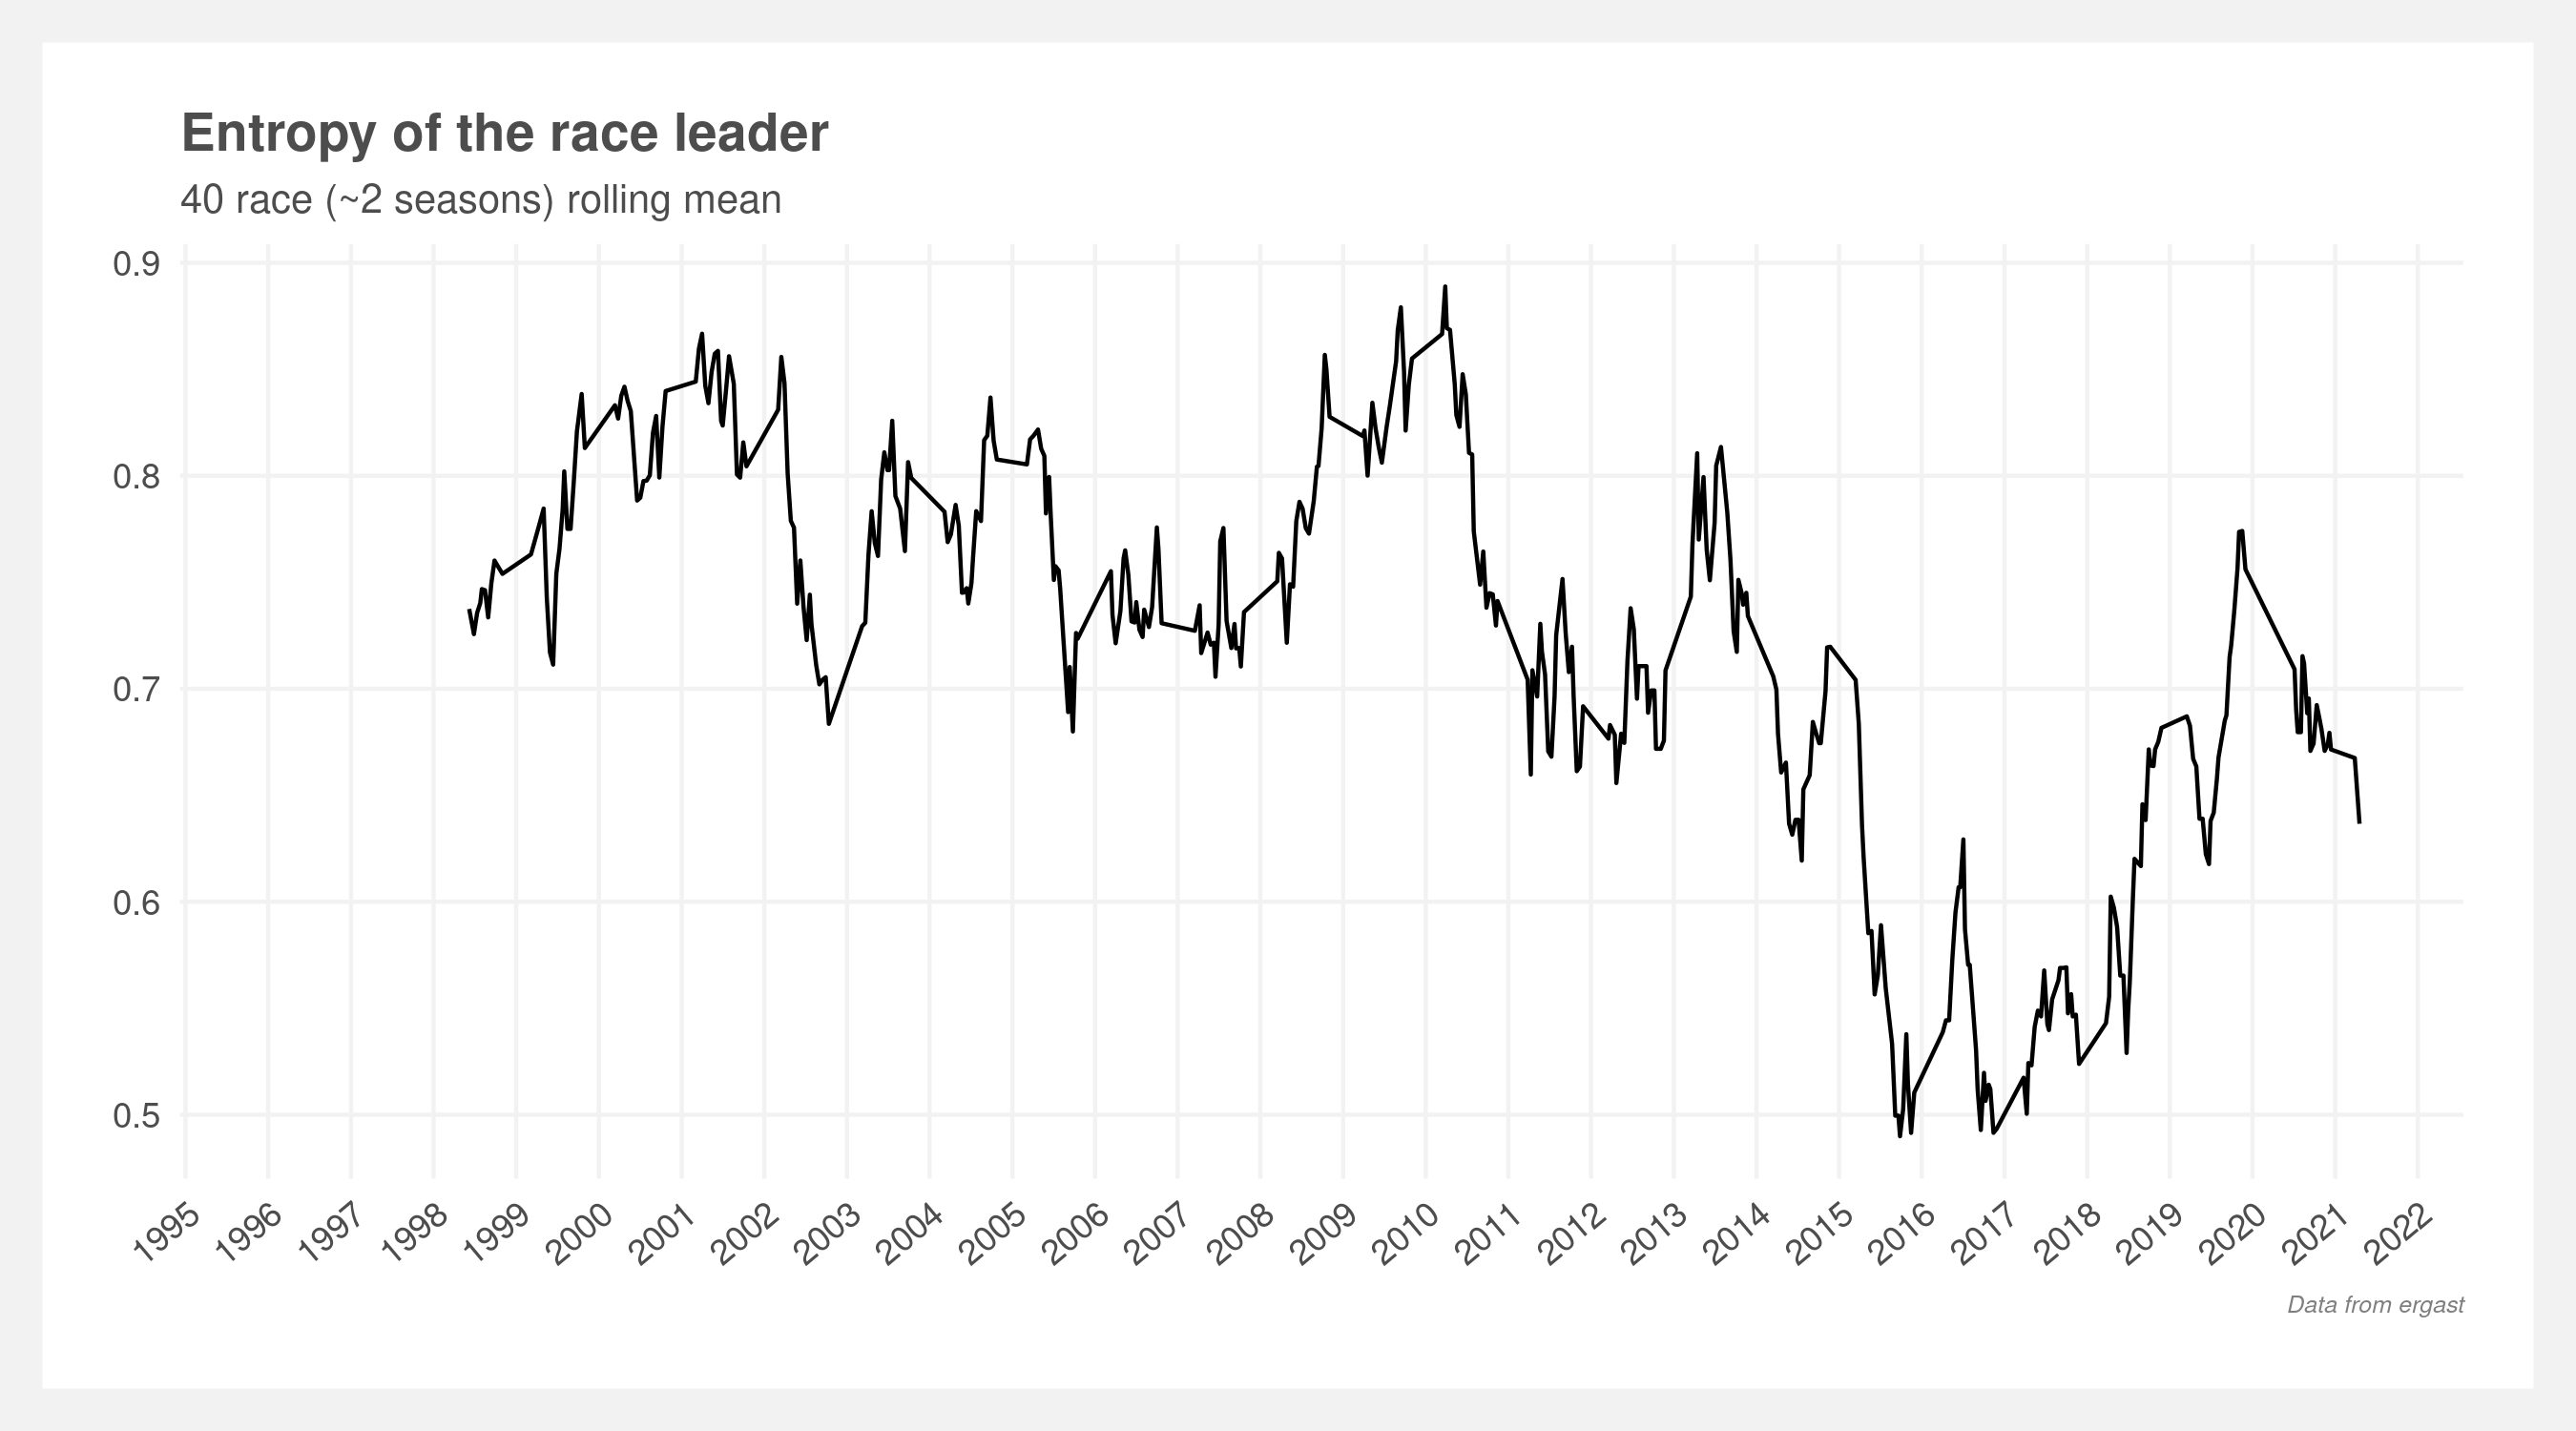 Entropy of the race leader
40 race (~2 seasons) rolling mean
0.9
0.8
0.7
0.6
0.5
1995 1996 1997 1998 1999 2000 2001 2002 2003 2004 2005 2006 2007 2008 2009 2010 2011 2012 2013 2014 2015 2016 2017 2018 2019 2020 2021 2022
Data from ergast